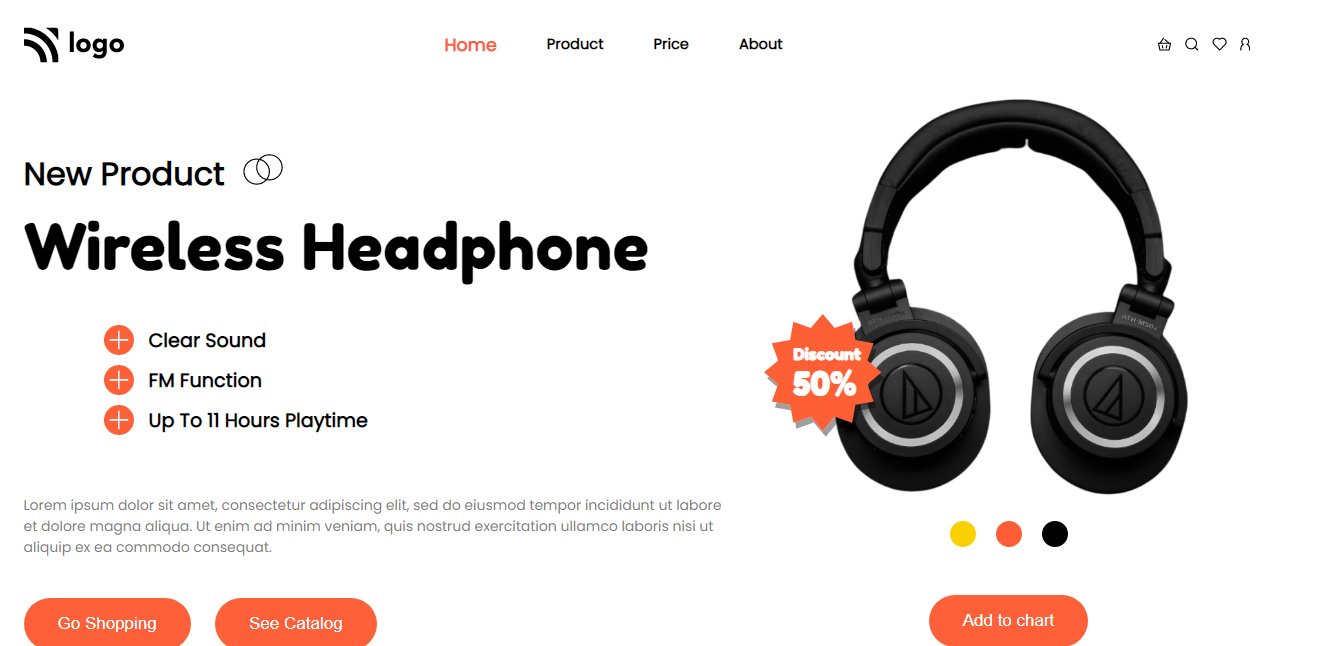 logo
Home Product Price About
New Product
Wireless Headphone
Clear Sound
FM Function
Up To 11 Hours Playtime
Lorem ipsum dolor sit amet, consectetur adipiscing elit, sed do eiusmod tempor incididunt ut labore
et dolore magna aliqua. Ut enim ad minim veniam, quis nostrud exercitation ullamco laboris nisi ut
aliquip ex ea commodo consequat.
Go Shopping
See Catalog
Discount
50%
ATH-M50x
Add to chart